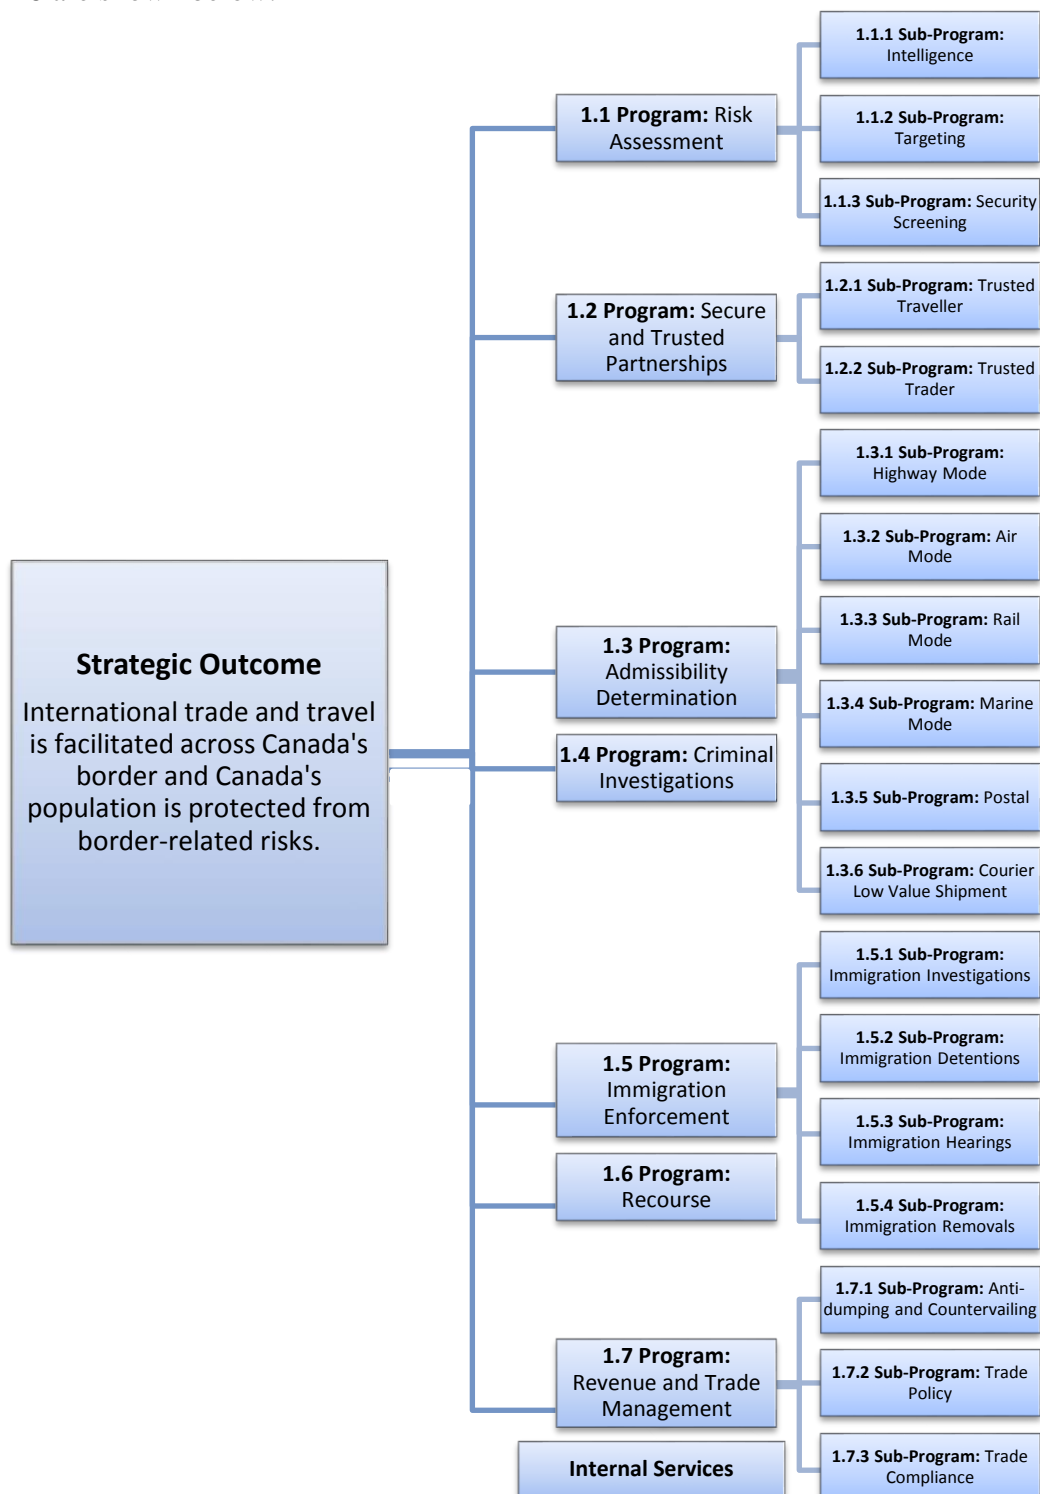 1.1.1 Sub-Program:
Intelligence
1.1 Program: Risk
Assessment
1.1.2 Sub-Program:
Targeting
1.1.3 Sub-Program: Security
Screening
1.2 Program: Secure
and Trusted
Partnerships
1.2.1 Sub-Program: Trusted
Traveller
1.2.2 Sub-Program: Trusted
Trader
Strategic Outcome
International trade and travel
is facilitated across Canada's
border and Canada's
population is protected from
border-related risks.
1.3 Program:
Admissibility
Determination
1.3.1 Sub-Program:
Highway Mode
1.3.2 Sub-Program: Air
Mode
1.3.3 Sub-Program: Rail
Mode
1.3.4 Sub-Program: Marine
Mode
1.3.5 Sub-Program: Postal
1.3.6 Sub-Program: Courier
Low Value Shipment
1.4 Program: Criminal
Investigations
1.5 Program:
Immigration
Enforcement
1.5.1 Sub-Program:
Immigration Investigations
1.5.2 Sub-Program:
Immigration Detentions
1.5.3 Sub-Program:
Immigration Hearings
1.5.4 Sub-Program:
Immigration Removals
1.6 Program:
Recourse
1.7 Program:
Revenue and Trade
Management
1.7.1 Sub-Program: Anti-
dumping and Countervailing
1.7.2 Sub-Program: Trade
Policy
1.7.3 Sub-Program: Trade
Compliance
Internal Services